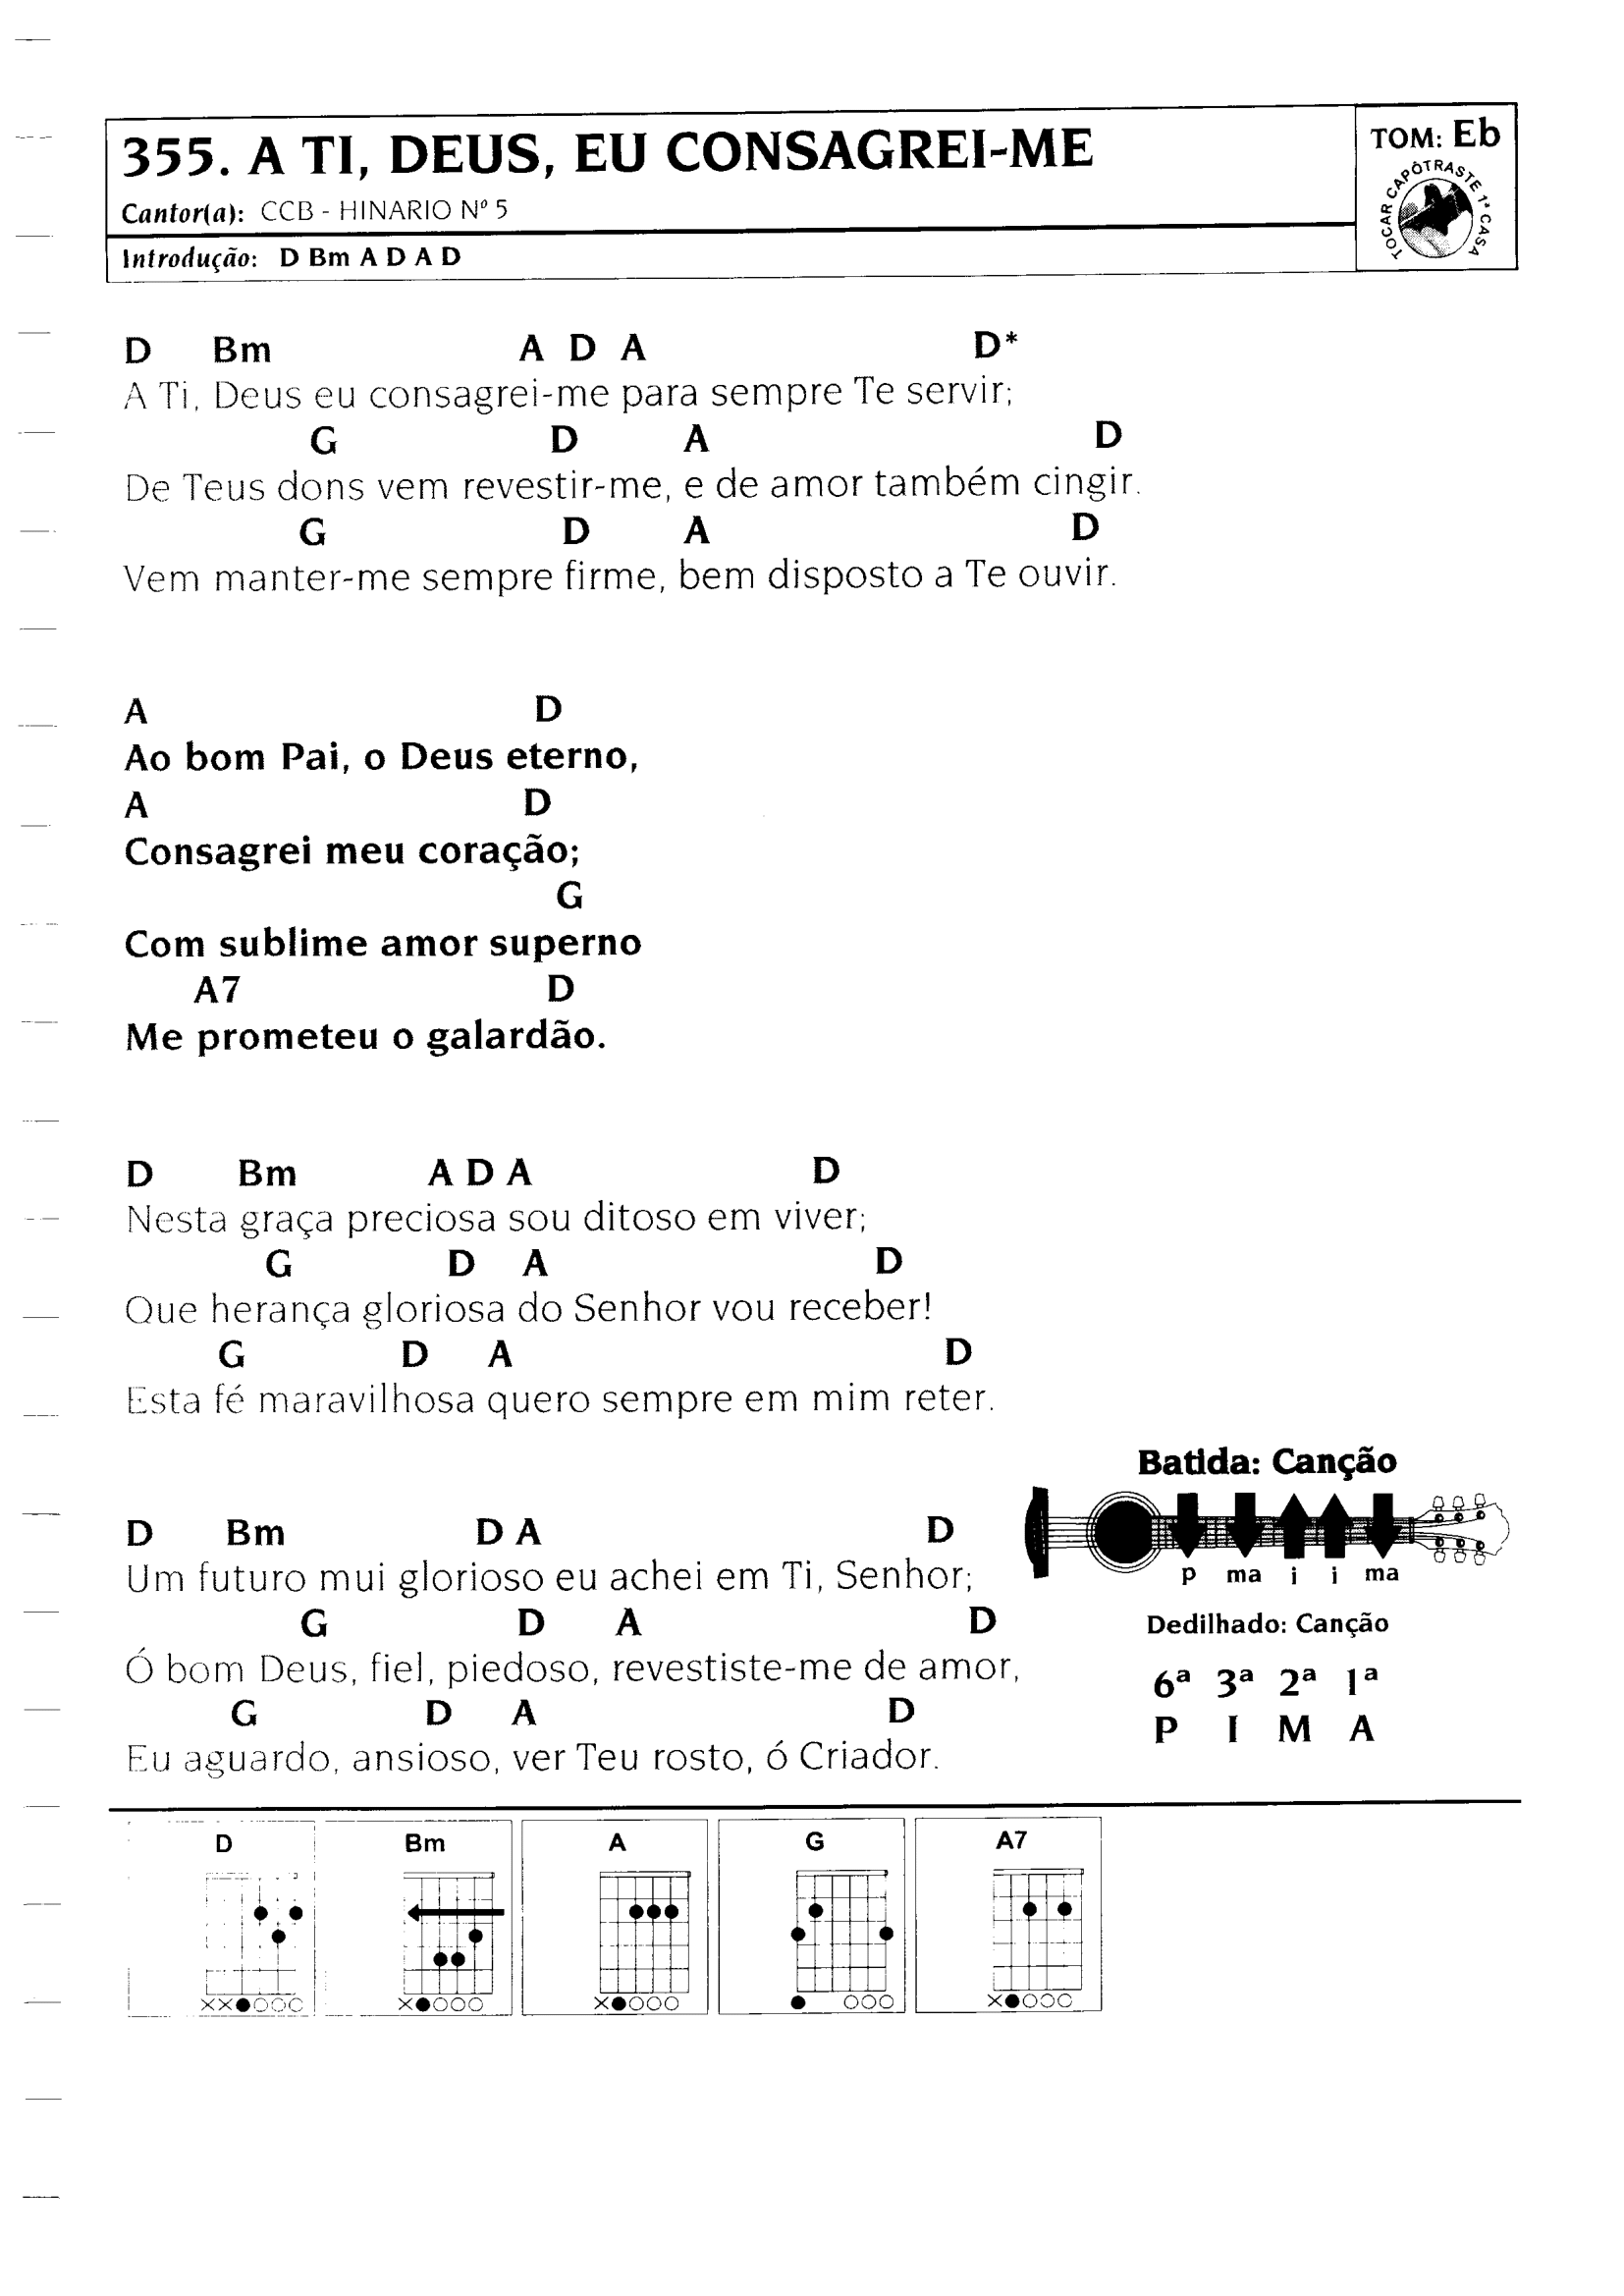 355. A TI, DEUS, EU CONSAGREI-ME
Cantor(a): CCB - HINARIO Nº 5
Introdução: D Bm A D A D
TOM: Eb
TOCAR CAPÔTRASTE 1ª CASA
D Bm A D A D*
A Ti, Deus eu consagrei-me para sempre Te servir;
G D A D
De Teus dons vem revestir-me, e de amor também cingir.
G D A D
Vem manter-me sempre firme, bem disposto a Te ouvir.
A D
Ao bom Pai, o Deus eterno,
A D
Consagrei meu coração;
G
Com sublime amor superno
A7 D
Me prometeu o galardão.
D Bm A D A D
Nesta graça preciosa sou ditoso em viver;
G D A D
Que herança gloriosa do Senhor vou receber!
G D A D
Esta fé maravilhosa quero sempre em mim reter.
D Bm D A D
Um futuro mui glorioso eu achei em Ti, Senhor;
G D A D
Ó bom Deus, fiel, piedoso, revestiste-me de amor,
G D A D
Eu aguardo, ansioso, ver Teu rosto, ó Criador.
Batida: Canção
p ma i i ma
Dedilhado: Canção
6ª 3ª 2ª 1ª
P I M A
D Bm A G A7